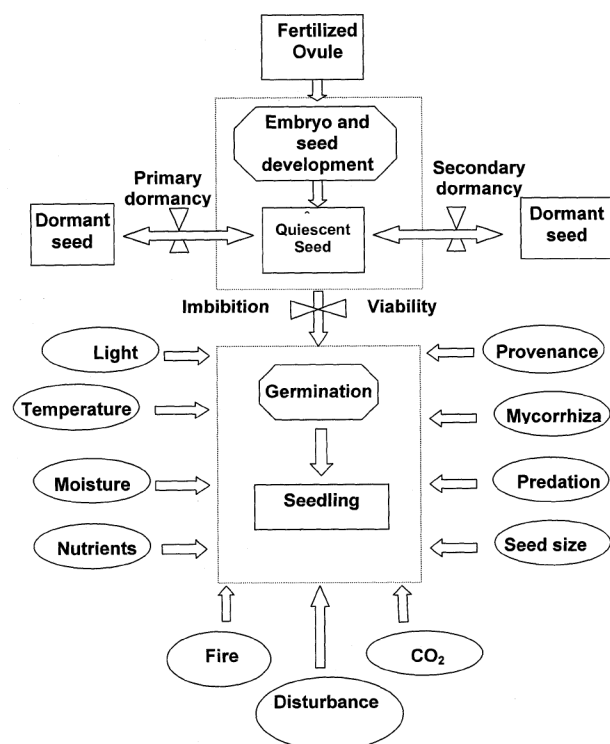 Fertilized
Ovule
Embryo and
seed
development
Primary
dormancy
Secondary
dormancy
Dormant
seed
Quiescent
Seed
Dormant
seed
Imbibition
Viability
Light
Provenance
Germination
Temperature
Mycorrhiza
Moisture
Seedling
Predation
Nutrients
Seed size
Fire
CO₂
Disturbance